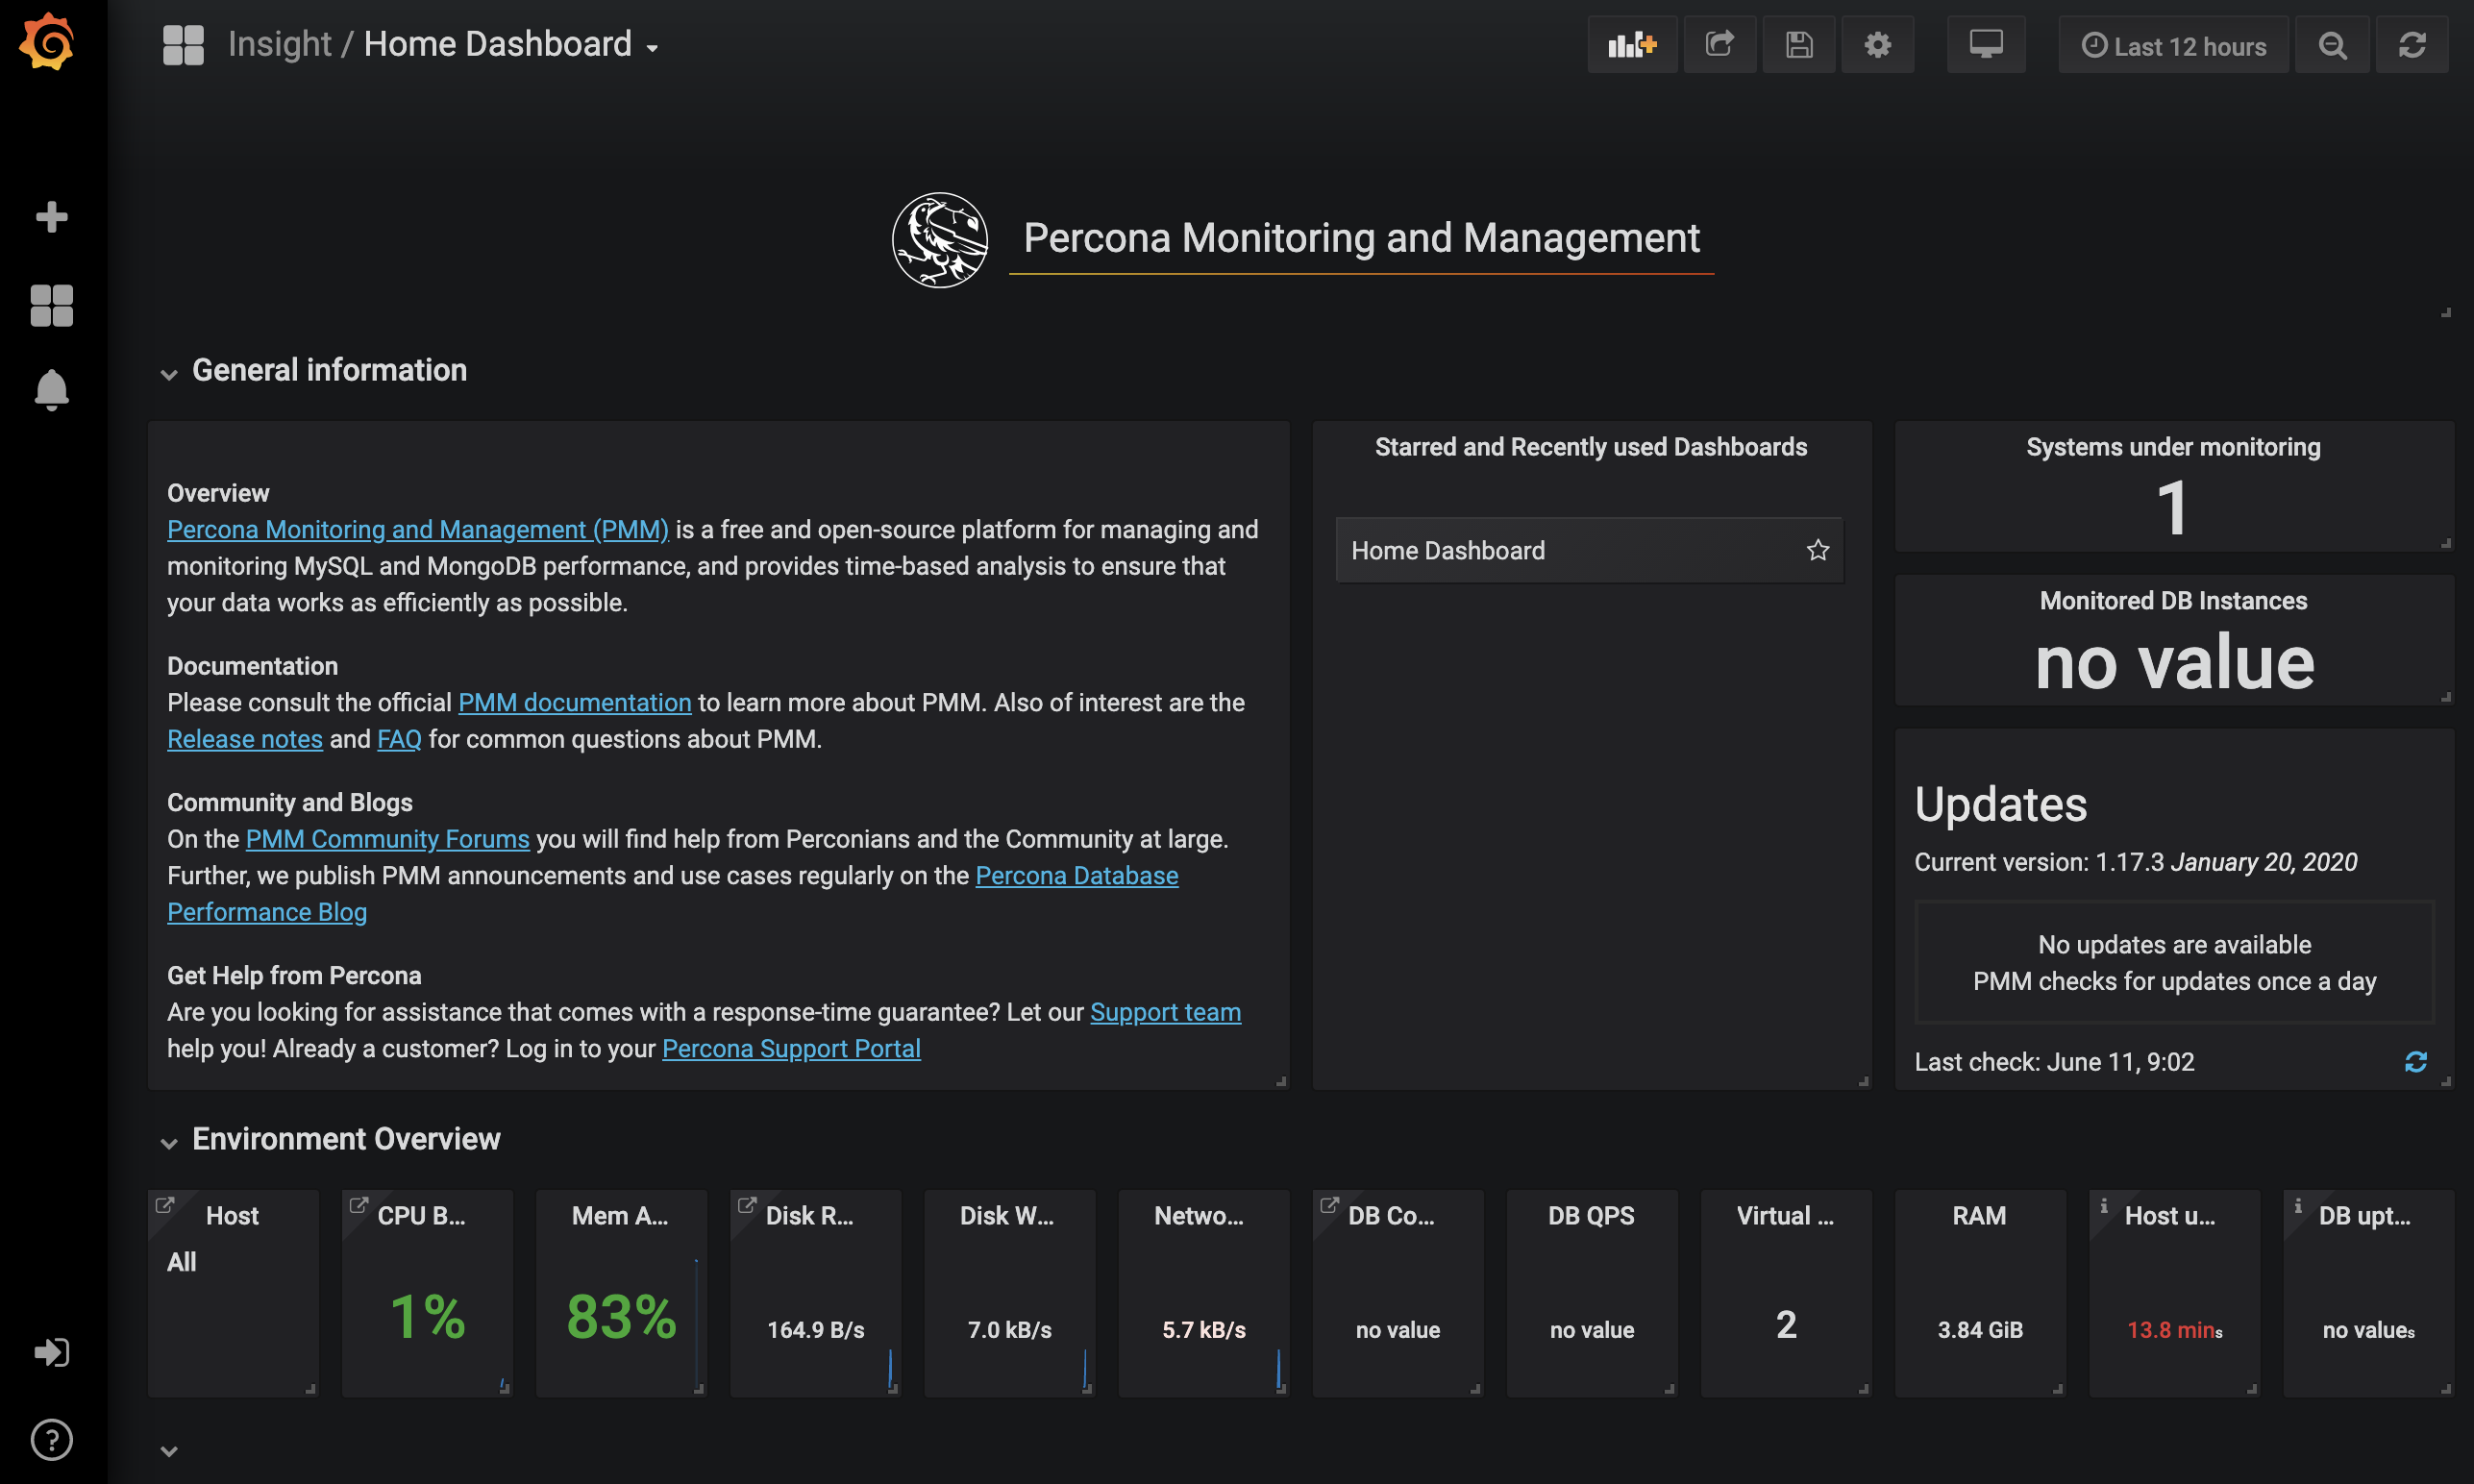 Insight / Home Dashboard
Last 12 hours
Percona Monitoring and Management
General information
Overview
Percona Monitoring and Management (PMM) is a free and open-source platform for managing and
monitoring MySQL and MongoDB performance, and provides time-based analysis to ensure that
your data works as efficiently as possible.
Documentation
Please consult the official PMM documentation to learn more about PMM. Also of interest are the
Release notes and FAQ for common questions about PMM.
Community and Blogs
On the PMM Community Forums you will find help from Perconians and the Community at large.
Further, we publish PMM announcements and use cases regularly on the Percona Database
Performance Blog
Get Help from Percona
Are you looking for assistance that comes with a response-time guarantee? Let our Support team
help you! Already a customer? Log in to your Percona Support Portal
Starred and Recently used Dashboards
Home Dashboard
Systems under monitoring
1
Monitored DB Instances
no value
Updates
Current version: 1.17.3 January 20, 2020
No updates are available
PMM checks for updates once a day
Last check: June 11, 9:02
Environment Overview
Host
All
CPU B...
1%
Mem A...
83%
Disk R...
164.9 B/s
Disk W...
7.0 kB/s
Netwo...
5.7 kB/s
DB Co...
no value
DB QPS
no value
Virtual ...
2
RAM
3.84 GiB
Host u...
13.8 mins
DB upt...
no values